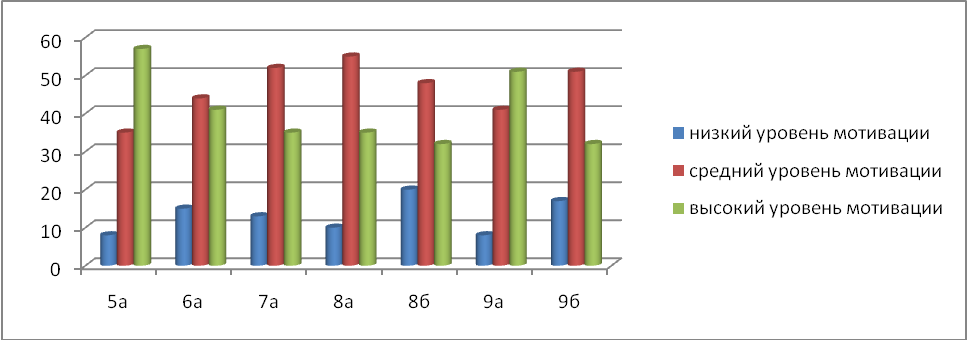 60
50
40
30
20
10
0
5а 6а 7а 8а 8б 9а 9б
низкий уровень мотивации
средний уровень мотивации
высокий уровень мотивации